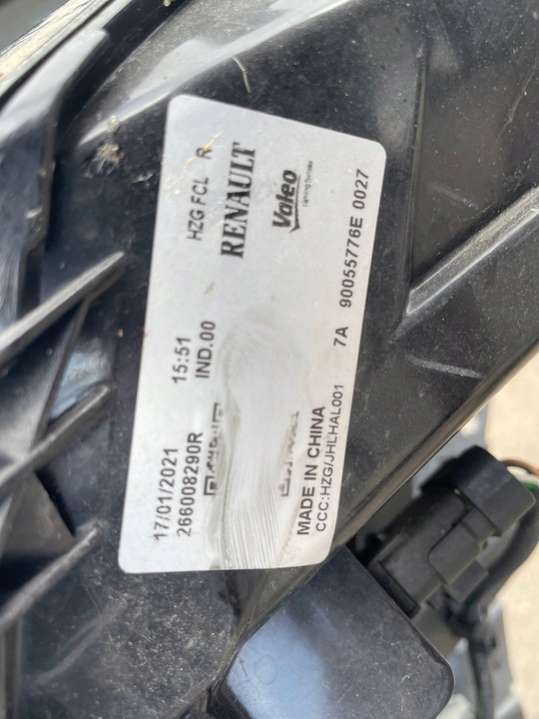 HZG FCL R
RENAULT
Valeo
17/01/2021 15:51
266008290R IND.00
MADE IN CHINA 7A 90055776E 0027
CCC:HZG/JHLHAL001